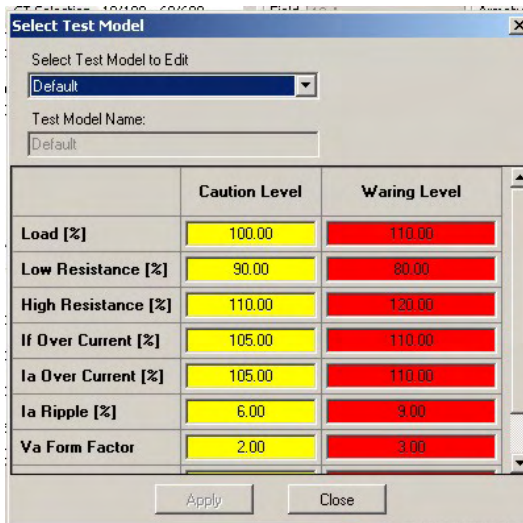 Select Test Model
Select Test Model to Edit
Default
Test Model Name:
Default
Caution Level Waring Level
Load [%] 100.00 110.00
Low Resistance [%] 90.00 80.00
High Resistance [%] 110.00 120.00
If Over Current [%] 105.00 110.00
Ia Over Current [%] 105.00 110.00
Ia Ripple [%] 6.00 9.00
Va Form Factor 2.00 3.00
Apply Close